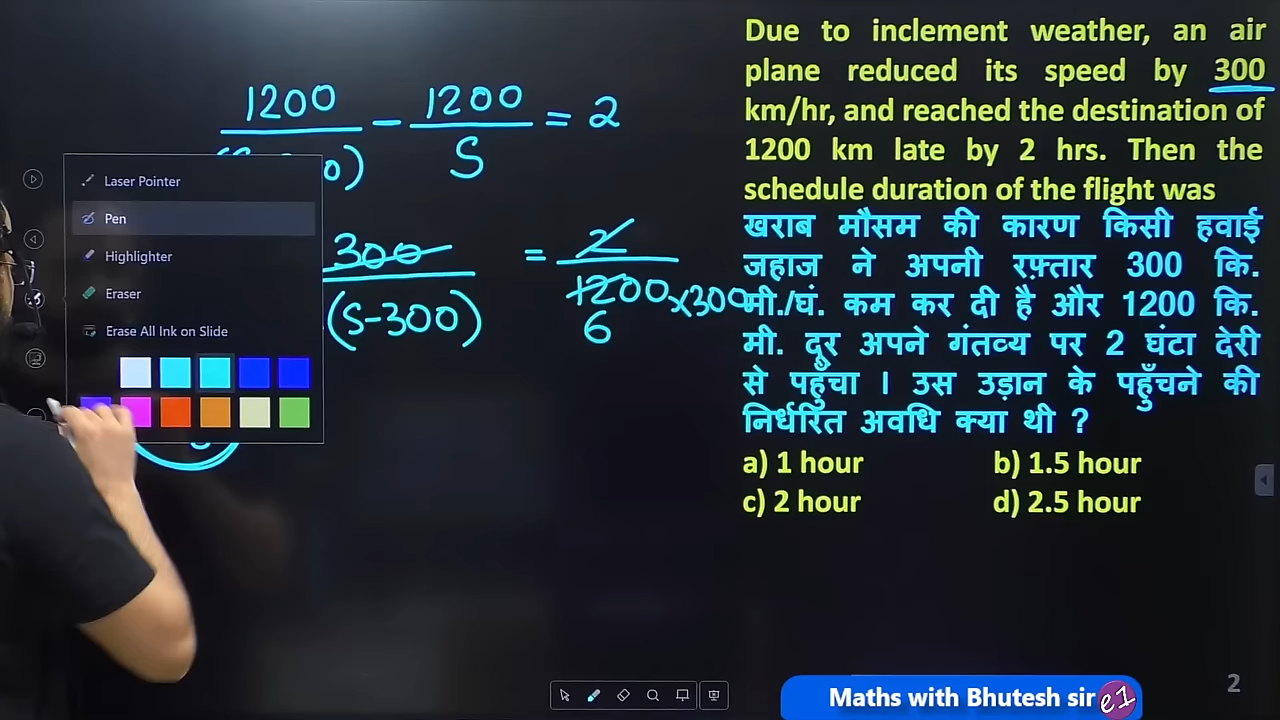 1200 - 1200 = 2
0) S
300 = 2
(S-300) 1200x300
6
Laser Pointer
Pen
Highlighter
Eraser
Erase All Ink on Slide
Due to inclement weather, an air
plane reduced its speed by 300
km/hr, and reached the destination of
1200 km late by 2 hrs. Then the
schedule duration of the flight was
खराब मौसम की कारण किसी हवाई
जहाज ने अपनी रफ़्तार 300 कि.
मी./घं. कम कर दी है और 1200 कि.
मी. दूर अपने गंतव्य पर 2 घंटा देरी
से पहुँचा । उस उड़ान के पहुँचने की
निर्धरित अवधि क्या थी ?
a) 1 hour b) 1.5 hour
c) 2 hour d) 2.5 hour
2
Maths with Bhutesh sir e1